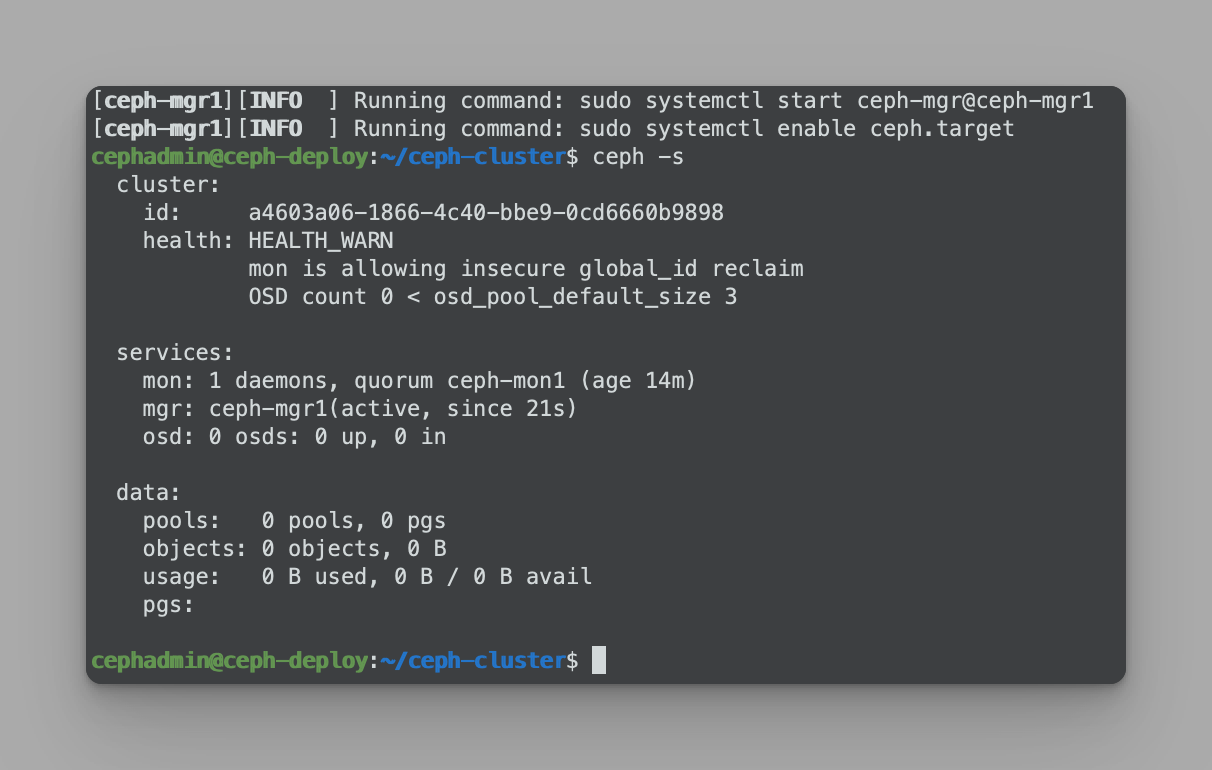 [ceph-mgr1][INFO  ] Running command: sudo systemctl start ceph-mgr@ceph-mgr1
[ceph-mgr1][INFO  ] Running command: sudo systemctl enable ceph.target
cephadmin@ceph-deploy:~/ceph-cluster$ ceph -s
  cluster:
    id:     a4603a06-1866-4c40-bbe9-0cd6660b9898
    health: HEALTH_WARN
            mon is allowing insecure global_id reclaim
            OSD count 0 < osd_pool_default_size 3

  services:
    mon: 1 daemons, quorum ceph-mon1 (age 14m)
    mgr: ceph-mgr1(active, since 21s)
    osd: 0 osds: 0 up, 0 in

  data:
    pools:   0 pools, 0 pgs
    objects: 0 objects, 0 B
    usage:   0 B used, 0 B / 0 B avail
    pgs:

cephadmin@ceph-deploy:~/ceph-cluster$